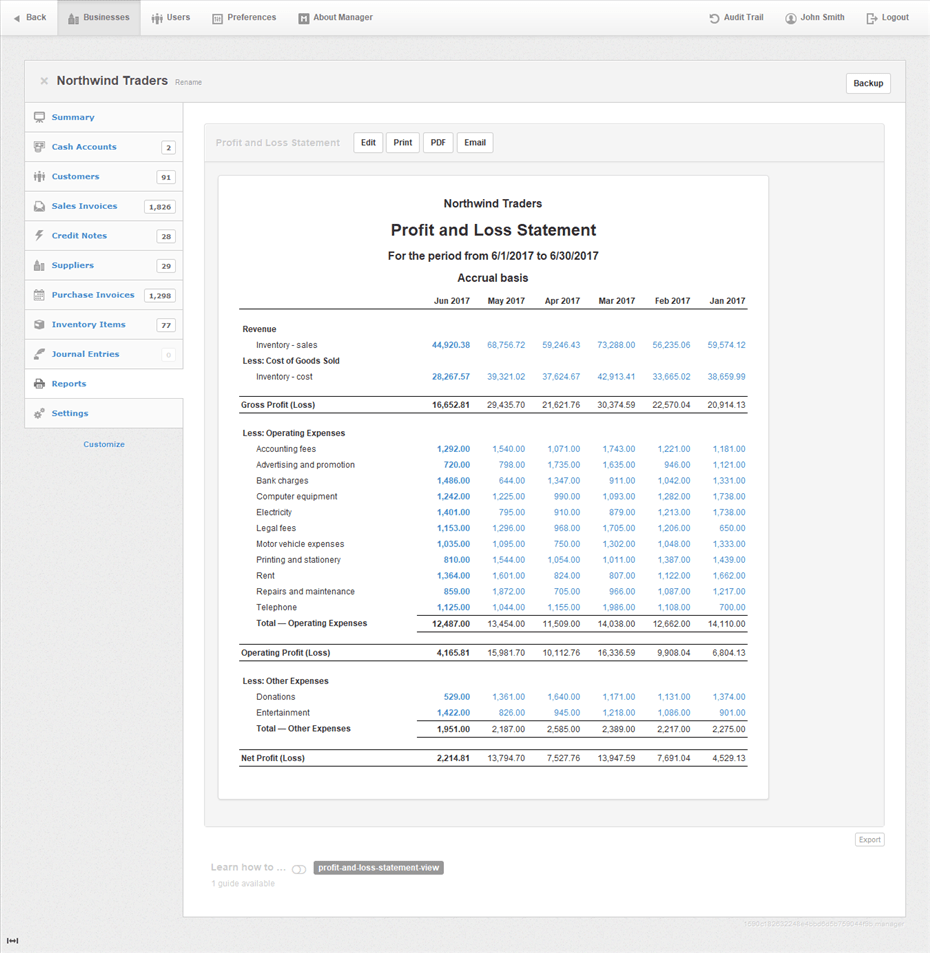 Back Businesses Users Preferences About Manager Audit Trail John Smith Logout
Northwind Traders Rename Backup
Summary
Cash Accounts 2
Customers 91
Sales Invoices 1,826
Credit Notes 28
Suppliers 29
Purchase Invoices 1,298
Inventory Items 77
Journal Entries 0
Reports
Settings
Customize
Profit and Loss Statement Edit Print PDF Email
Northwind Traders
Profit and Loss Statement
For the period from 6/1/2017 to 6/30/2017
Accrual basis
Jun 2017 May 2017 Apr 2017 Mar 2017 Feb 2017 Jan 2017
Revenue
Inventory - sales 44,920.38 68,756.72 59,246.43 73,288.00 56,235.06 59,574.12
Less: Cost of Goods Sold
Inventory - cost 28,267.57 39,321.02 37,624.67 42,913.41 33,665.02 38,659.99
Gross Profit (Loss) 16,652.81 29,435.70 21,621.76 30,374.59 22,570.04 20,914.13
Less: Operating Expenses
Accounting fees 1,292.00 1,540.00 1,071.00 1,743.00 1,221.00 1,181.00
Advertising and promotion 720.00 798.00 1,735.00 1,635.00 946.00 1,121.00
Bank charges 1,486.00 644.00 1,347.00 911.00 1,042.00 1,331.00
Computer equipment 1,242.00 1,225.00 990.00 1,093.00 1,282.00 1,738.00
Electricity 1,401.00 795.00 910.00 879.00 1,213.00 1,738.00
Legal fees 1,153.00 1,296.00 968.00 1,705.00 1,206.00 650.00
Motor vehicle expenses 1,035.00 1,095.00 750.00 1,302.00 1,048.00 1,333.00
Printing and stationery 810.00 1,544.00 1,054.00 1,011.00 1,387.00 1,439.00
Rent 1,364.00 1,601.00 824.00 807.00 1,122.00 1,662.00
Repairs and maintenance 859.00 1,872.00 705.00 966.00 1,087.00 1,217.00
Telephone 1,125.00 1,044.00 1,155.00 1,986.00 1,108.00 700.00
Total — Operating Expenses 12,487.00 13,454.00 11,509.00 14,038.00 12,662.00 14,110.00
Operating Profit (Loss) 4,165.81 15,981.70 10,112.76 16,336.59 9,908.04 6,804.13
Less: Other Expenses
Donations 529.00 1,361.00 1,640.00 1,171.00 1,131.00 1,374.00
Entertainment 1,422.00 826.00 945.00 1,218.00 1,086.00 901.00
Total — Other Expenses 1,951.00 2,187.00 2,585.00 2,389.00 2,217.00 2,275.00
Net Profit (Loss) 2,214.81 13,794.70 7,527.76 13,947.59 7,691.04 4,529.13
Export
Learn how to ... profit-and-loss-statement-view
1 guide available